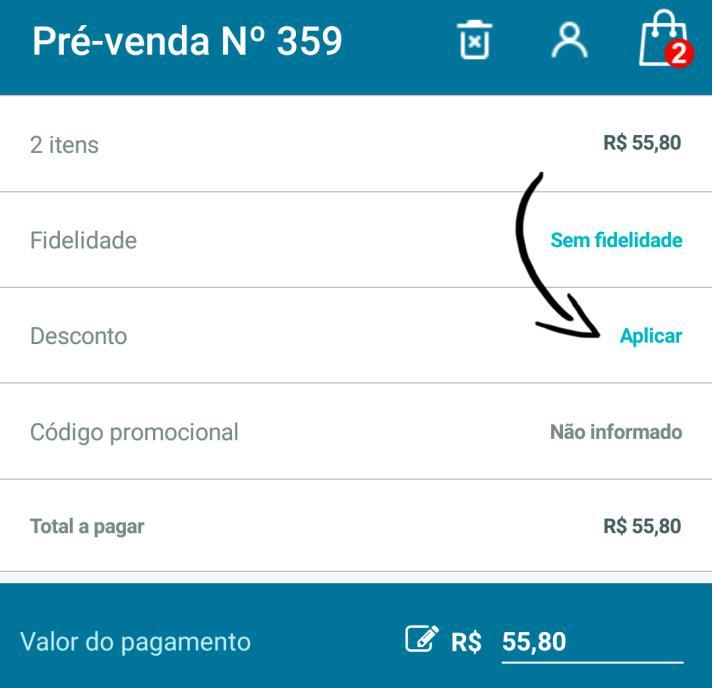 Pré-venda Nº 359
2
2 itens R$ 55,80
Fidelidade Sem fidelidade
Desconto Aplicar
Código promocional Não informado
Total a pagar R$ 55,80
Valor do pagamento R$ 55,80